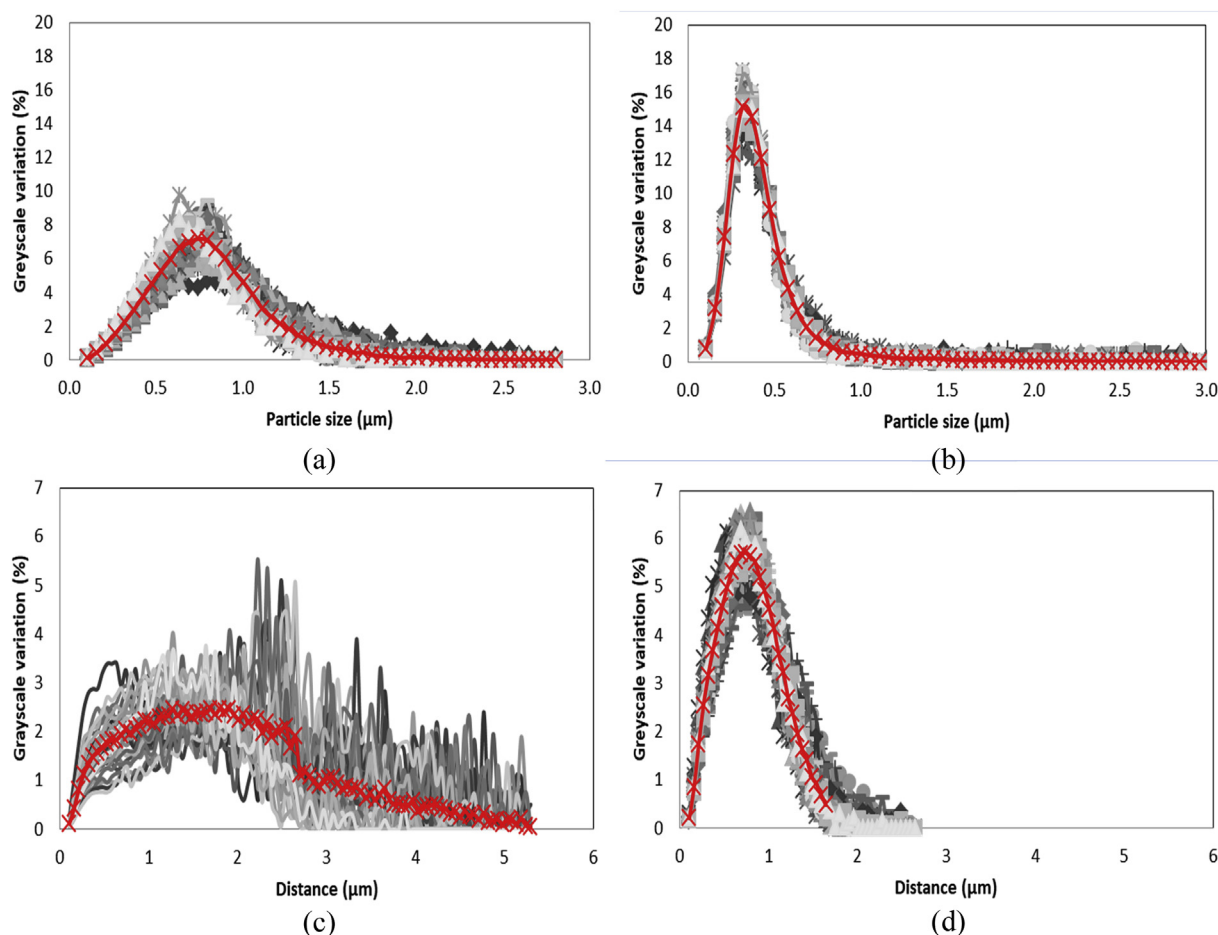 20
18
16
14
12
10
8
6
4
2
0
Greyscale variation (%)
0.0 0.5 1.0 1.5 2.0 2.5 3.0
Particle size (µm)
(a)
20
18
16
14
12
10
8
6
4
2
0
Greyscale variation (%)
0.0 0.5 1.0 1.5 2.0 2.5 3.0
Particle size (µm)
(b)
7
6
5
4
3
2
1
0
Grayscale variation (%)
0 1 2 3 4 5 6
Distance (µm)
(c)
7
6
5
4
3
2
1
0
Greyscale variation (%)
0 1 2 3 4 5 6
Distance (µm)
(d)